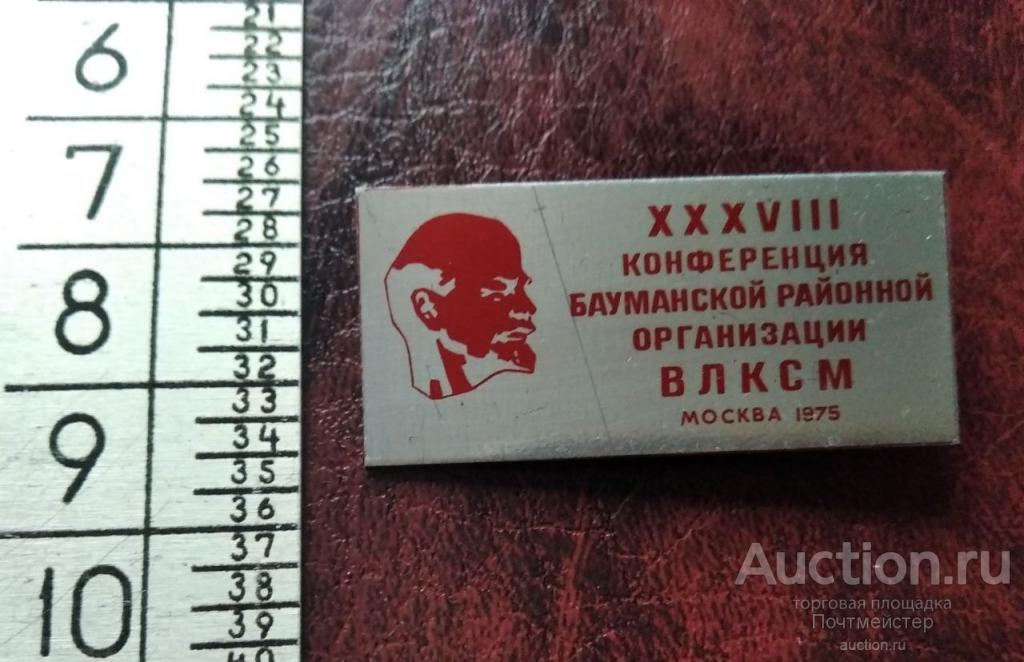 6
7
8
9
10
21
22
23
24
25
26
27
28
29
30
31
32
33
34
35
36
37
38
39
40
XXXVIII
КОНФЕРЕНЦИЯ
БАУМАНСКОЙ РАЙОННОЙ
ОРГАНИЗАЦИИ
ВЛКСМ
МОСКВА 1975
Auction.ru
торговая площадка
Почтмейстер
auction.ru